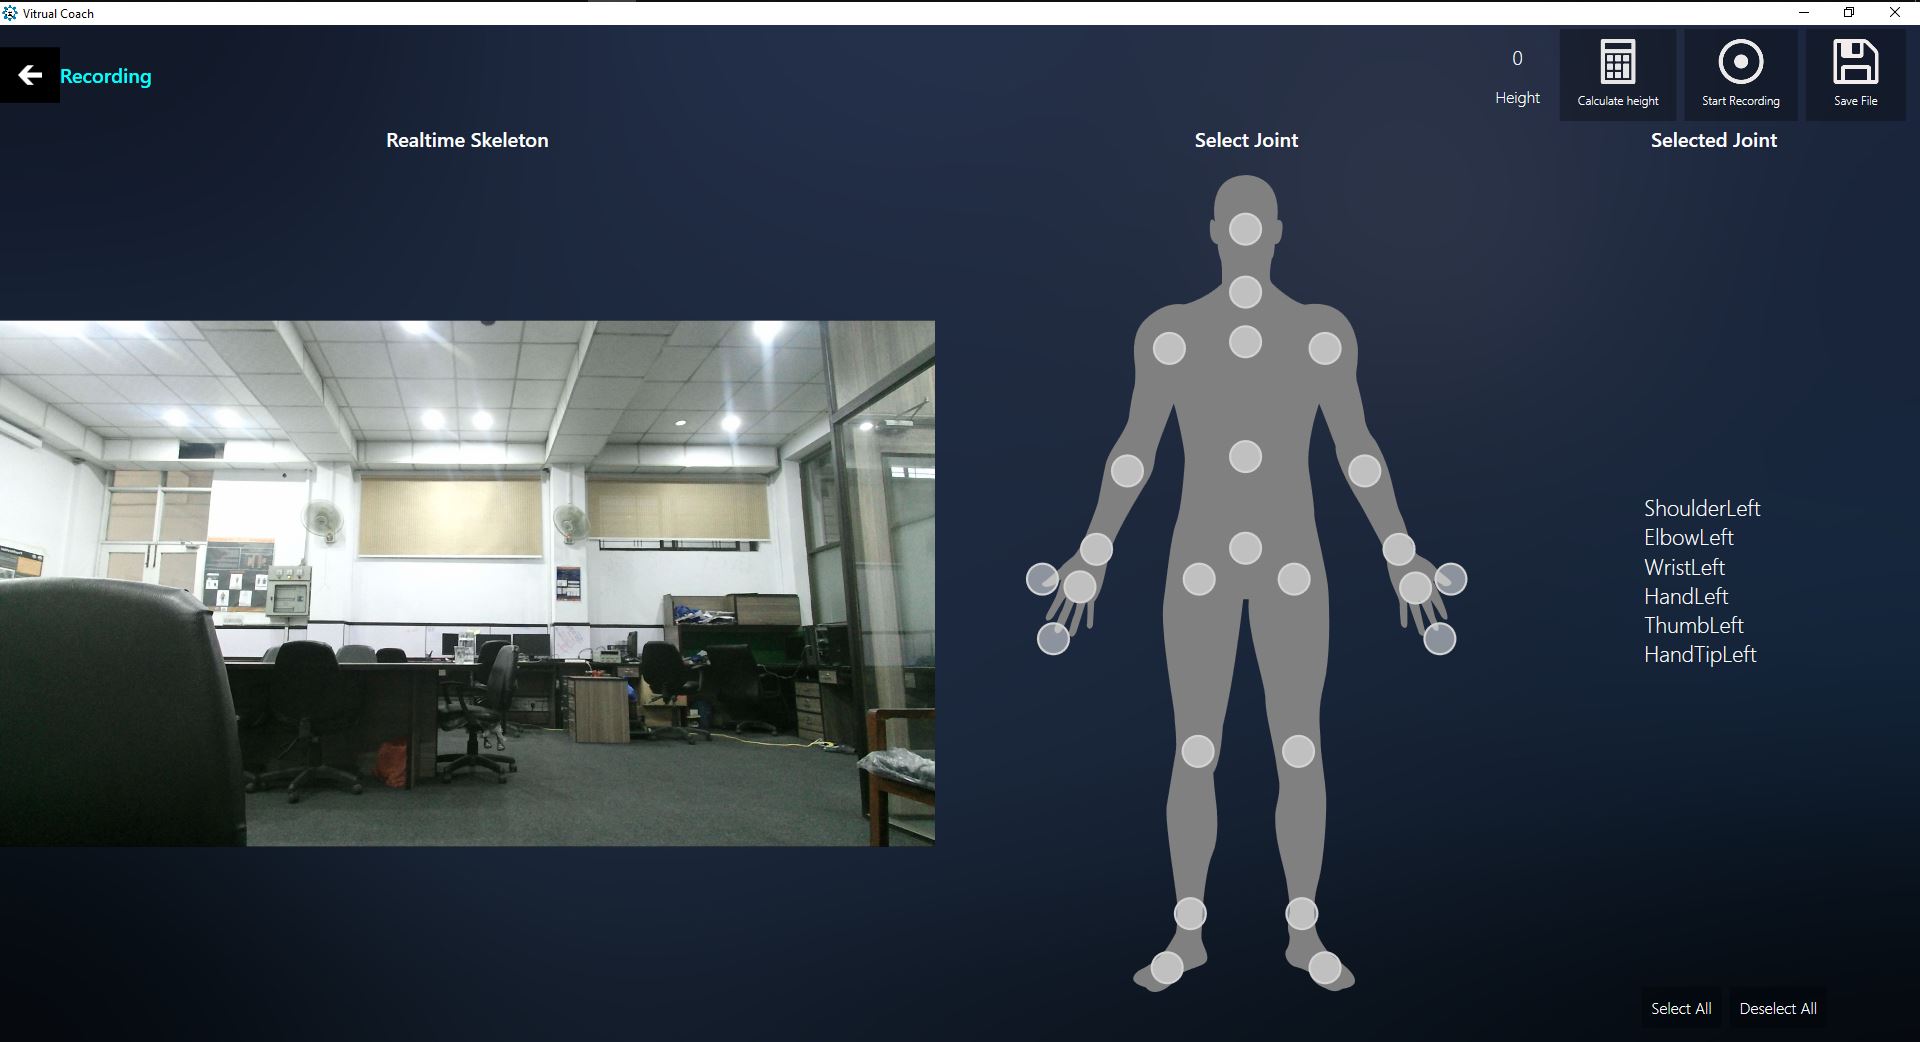 Vitrual Coach
Recording
0
Height
Calculate height
Start Recording
Save File
Realtime Skeleton
Select Joint
Selected Joint
ShoulderLeft
ElbowLeft
WristLeft
HandLeft
ThumbLeft
HandTipLeft
Select All
Deselect All